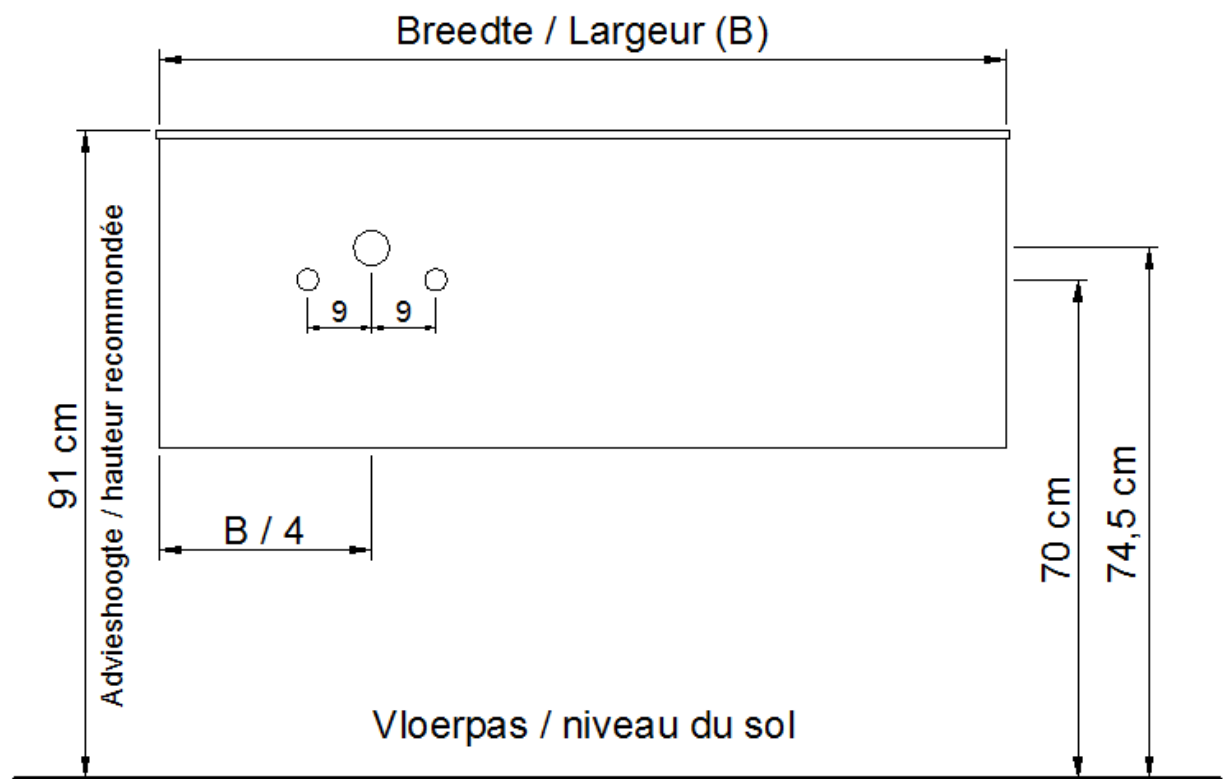 Breedte / Largeur (B)
91 cm
Advieshoogte / hauteur recommondée
9
9
B / 4
70 cm
74,5 cm
Vloerpas / niveau du sol